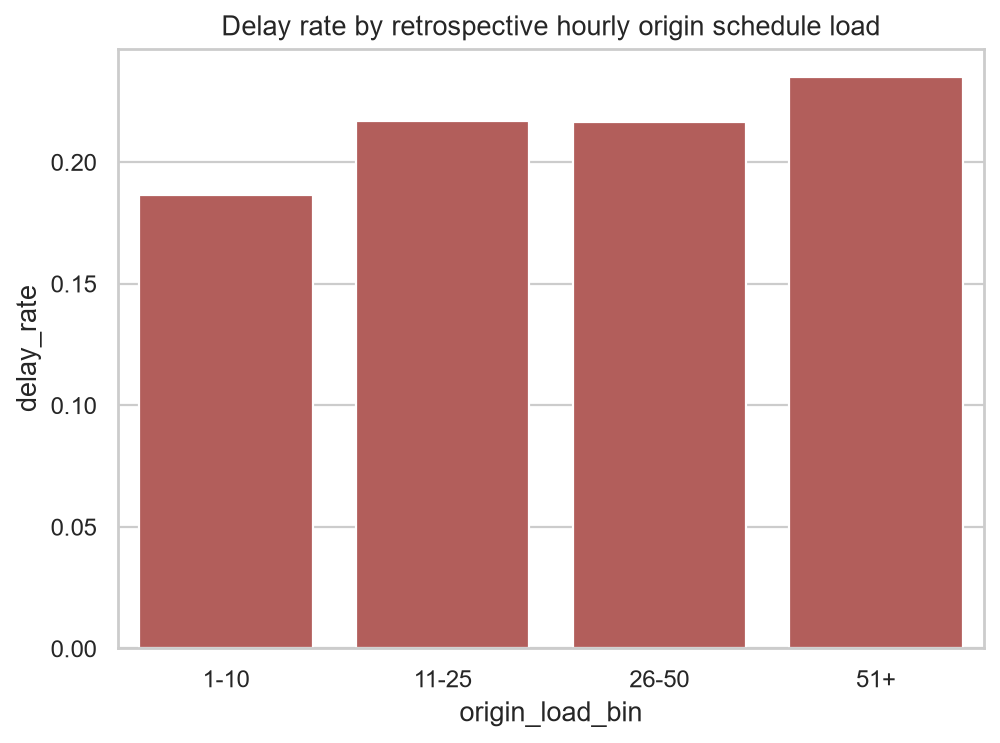 Delay rate by retrospective hourly origin schedule load
delay_rate
0.20
0.15
0.10
0.05
0.00
1-10 11-25 26-50 51+
origin_load_bin